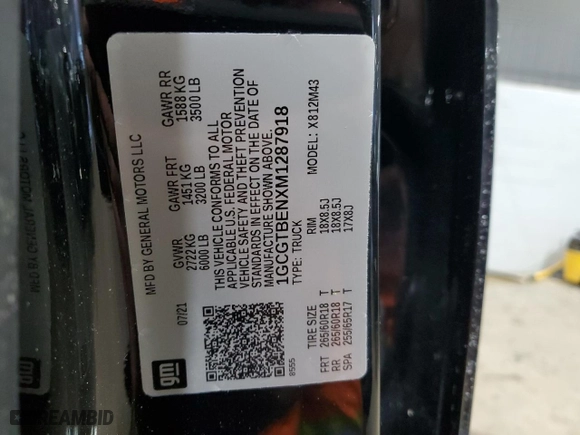 MFD BY GENERAL MOTORS LLC
07/21
GVWR
2722 KG
6000 LB
GAWR FRT
1451 KG
3200 LB
GAWR RR
1588 KG
3500 LB
THIS VEHICLE CONFORMS TO ALL
APPLICABLE U.S. FEDERAL MOTOR
VEHICLE SAFETY AND THEFT PREVENTION
STANDARDS IN EFFECT ON THE DATE OF
MANUFACTURE SHOWN ABOVE.
1GCGTBENXM1287918
TYPE: TRUCK
MODEL: X812M43
gm
8555
TIRE SIZE RIM
FRT 265/60R18 T 18X8.5J
RR 265/60R18 T 18X8.5J
SPA 255/65R17 T 17X8J
DREAMBID